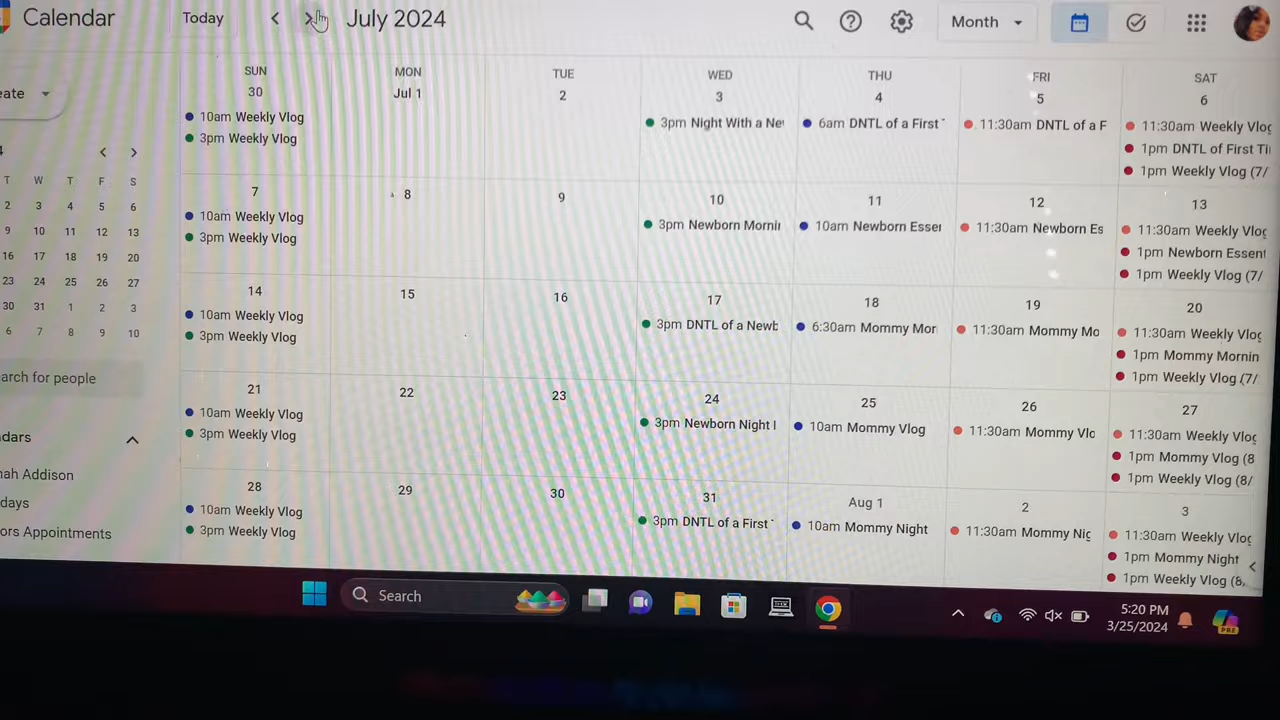 Calendar Today July 2024 Month
SUN MON TUE WED THU FRI SAT
30 Jul 1 2 3 4 5 6
10am Weekly Vlog
3pm Weekly Vlog
3pm Night With a Ne
6am DNTL of a First
11:30am DNTL of a F
11:30am Weekly Vlog
1pm DNTL of First Ti
1pm Weekly Vlog (7/
7 8 9 10 11 12 13
10am Weekly Vlog
3pm Weekly Vlog
3pm Newborn Mornin
10am Newborn Esse
11:30am Newborn Es
11:30am Weekly Vlog
1pm Newborn Essent
1pm Weekly Vlog (7/
14 15 16 17 18 19 20
10am Weekly Vlog
3pm Weekly Vlog
3pm DNTL of a Newb
6:30am Mommy Mor
11:30am Mommy Mo
11:30am Weekly Vlog
1pm Mommy Mornin
1pm Weekly Vlog (7/
21 22 23 24 25 26 27
10am Weekly Vlog
3pm Weekly Vlog
3pm Newborn Night
10am Mommy Vlog
11:30am Mommy Vlo
11:30am Weekly Vlog
1pm Mommy Vlog (8
1pm Weekly Vlog (8/
28 29 30 31 Aug 1 2 3
10am Weekly Vlog
3pm Weekly Vlog
3pm DNTL of a First
10am Mommy Night
11:30am Mommy Nig
11:30am Weekly Vlog
1pm Mommy Night
1pm Weekly Vlog (8
eate
4
T W T F S
2 3 4 5 6
9 10 11 12 13
16 17 18 19 20
23 24 25 26 27
30 31 1 2 3
6 7 8 9 10
arch for people
dars
nah Addison
days
ors Appointments
Search
5:20 PM
3/25/2024
PRE